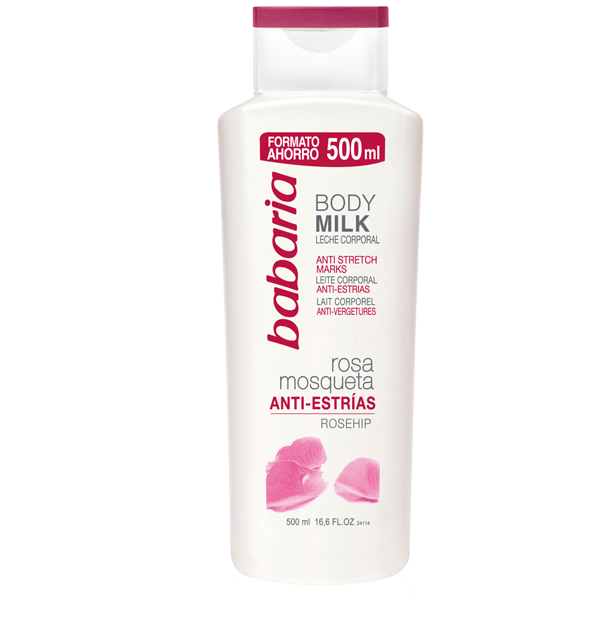 FORMATO
AHORRO 500 ml
babaria
BODY
MILK
LECHE CORPORAL
ANTI STRETCH
MARKS
LEITE CORPORAL
ANTI-ESTRIAS
LAIT CORPOREL
ANTI-VERGETURES
rosa
mosqueta
ANTI-ESTRÍAS
ROSEHIP
500 ml 16,6 FL.OZ 24114